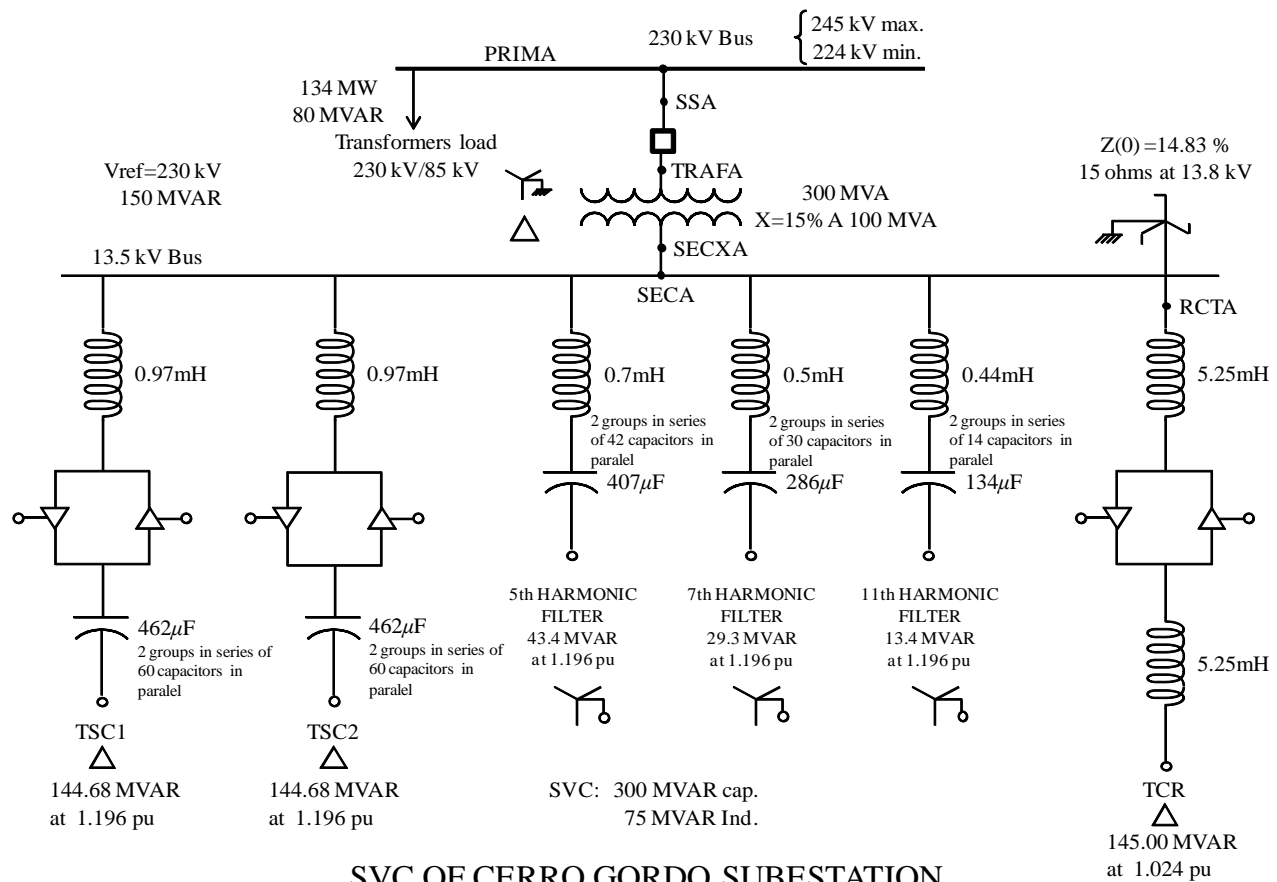 230 kV Bus
245 kV max.
224 kV min.
PRIMA
134 MW
80 MVAR
SSA
Transformers load
230 kV/85 kV
Vref=230 kV
150 MVAR
TRAFA
300 MVA
X=15% A 100 MVA
Z(0) =14.83 %
15 ohms at 13.8 kV
SECXA
13.5 kV Bus
SECA
RCTA
0.97mH
0.97mH
0.7mH
0.5mH
0.44mH
5.25mH
2 groups in series
of 42 capacitors in
paralel
407μF
2 groups in series
of 30 capacitors in
paralel
286μF
2 groups in series
of 14 capacitors in
paralel
134μF
462μF
2 groups in series of
60 capacitors in
paralel
462μF
2 groups in series of
60 capacitors in
paralel
5th HARMONIC
FILTER
43.4 MVAR
at 1.196 pu
7th HARMONIC
FILTER
29.3 MVAR
at 1.196 pu
11th HARMONIC
FILTER
13.4 MVAR
at 1.196 pu
5.25mH
TSC1
144.68 MVAR
at 1.196 pu
TSC2
144.68 MVAR
at 1.196 pu
SVC: 300 MVAR cap.
75 MVAR Ind.
TCR
145.00 MVAR
at 1.024 pu
SVC OF CERRO GORDO SUBESTATION